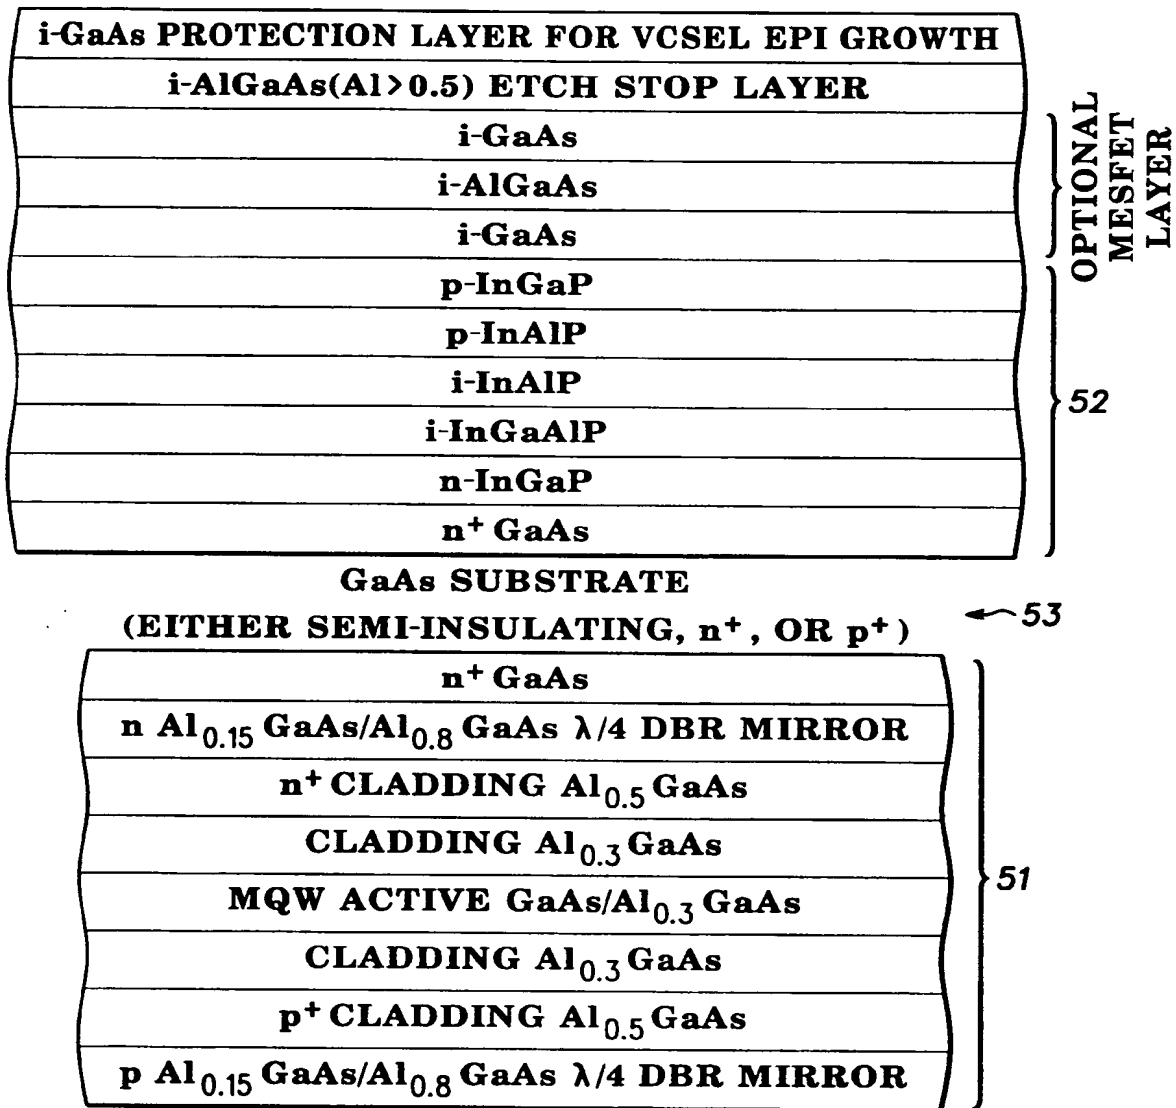 i-GaAs PROTECTION LAYER FOR VCSEL EPI GROWTH
i-AlGaAs(Al>0.5) ETCH STOP LAYER
i-GaAs
i-AlGaAs
i-GaAs
OPTIONAL
MESFET
LAYER
p-InGaP
p-InAlP
i-InAlP
i-InGaAlP
n-InGaP
n⁺ GaAs
52
GaAs SUBSTRATE
(EITHER SEMI-INSULATING, n⁺, OR p⁺)
53
n⁺ GaAs
n Al₀.₁₅ GaAs/Al₀.₈ GaAs λ/4 DBR MIRROR
n⁺ CLADDING Al₀.₅ GaAs
CLADDING Al₀.₃ GaAs
MQW ACTIVE GaAs/Al₀.₃ GaAs
CLADDING Al₀.₃ GaAs
p⁺ CLADDING Al₀.₅ GaAs
p Al₀.₁₅ GaAs/Al₀.₈ GaAs λ/4 DBR MIRROR
51